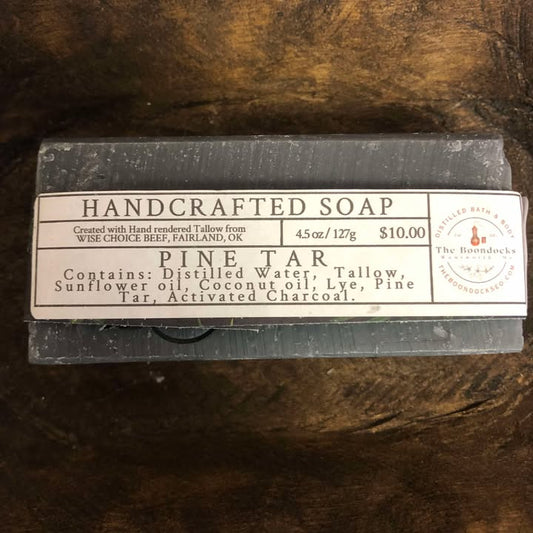 HANDCRAFTED SOAP
Created with Hand rendered Tallow from
WISE CHOICE BEEF, FAIRLAND, OK
4.5 oz / 127g
$10.00
PINE TAR
Contains: Distilled Water, Tallow,
Sunflower oil, Coconut oil, Lye, Pine
Tar, Activated Charcoal.
DISTILLED BATH & BODY
The Boondocks
THEBOONDOCKSEO.COM